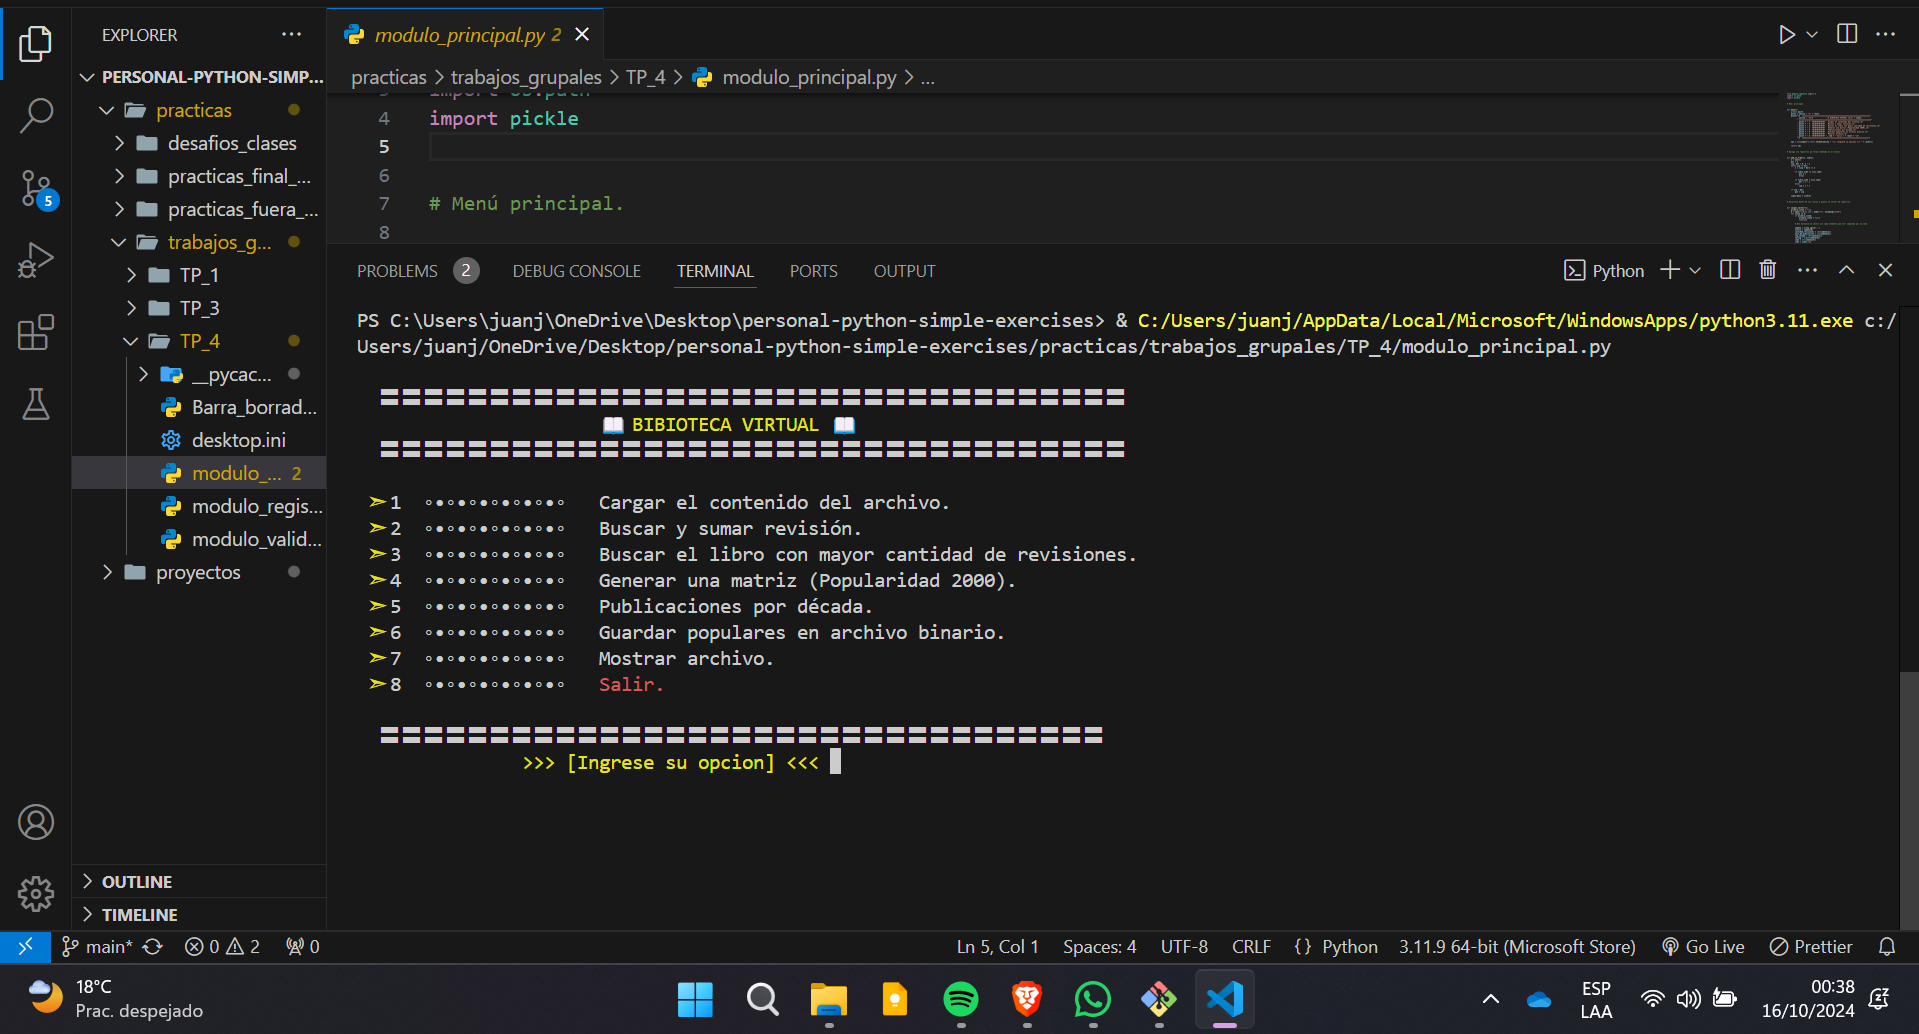 EXPLORER
PERSONAL-PYTHON-SIMP...
practicas
desafios_clases
practicas_final_...
practicas_fuera_...
trabajos_g...
TP_1
TP_3
TP_4
__pycac...
Barra_borrad...
desktop.ini
modulo_... 2
modulo_regis...
modulo_valid...
proyectos
OUTLINE
TIMELINE
5
modulo_principal.py 2
practicas > trabajos_grupales > TP_4 > modulo_principal.py > ...
3 import os.path
4 import pickle
5
6
7 # Menú principal.
8
PROBLEMS 2 DEBUG CONSOLE TERMINAL PORTS OUTPUT Python
PS C:\Users\juanj\OneDrive\Desktop\personal-python-simple-exercises> & C:/Users/juanj/AppData/Local/Microsoft/WindowsApps/python3.11.exe c:/
Users/juanj/OneDrive/Desktop/personal-python-simple-exercises/practicas/trabajos_grupales/TP_4/modulo_principal.py
==================================
📖 BIBIOTECA VIRTUAL 📖
==================================
➣1 ◦•◦•◦•◦•◦•◦•◦ Cargar el contenido del archivo.
➣2 ◦•◦•◦•◦•◦•◦•◦ Buscar y sumar revisión.
➣3 ◦•◦•◦•◦•◦•◦•◦ Buscar el libro con mayor cantidad de revisiones.
➣4 ◦•◦•◦•◦•◦•◦•◦ Generar una matriz (Popularidad 2000).
➣5 ◦•◦•◦•◦•◦•◦•◦ Publicaciones por década.
➣6 ◦•◦•◦•◦•◦•◦•◦ Guardar populares en archivo binario.
➣7 ◦•◦•◦•◦•◦•◦•◦ Mostrar archivo.
➣8 ◦•◦•◦•◦•◦•◦•◦ Salir.
=================================
>>> [Ingrese su opcion] <<<
main* 0 2 0 Ln 5, Col 1 Spaces: 4 UTF-8 CRLF {} Python 3.11.9 64-bit (Microsoft Store) Go Live Prettier
18°C
Prac. despejado
ESP
LAA
00:38
16/10/2024